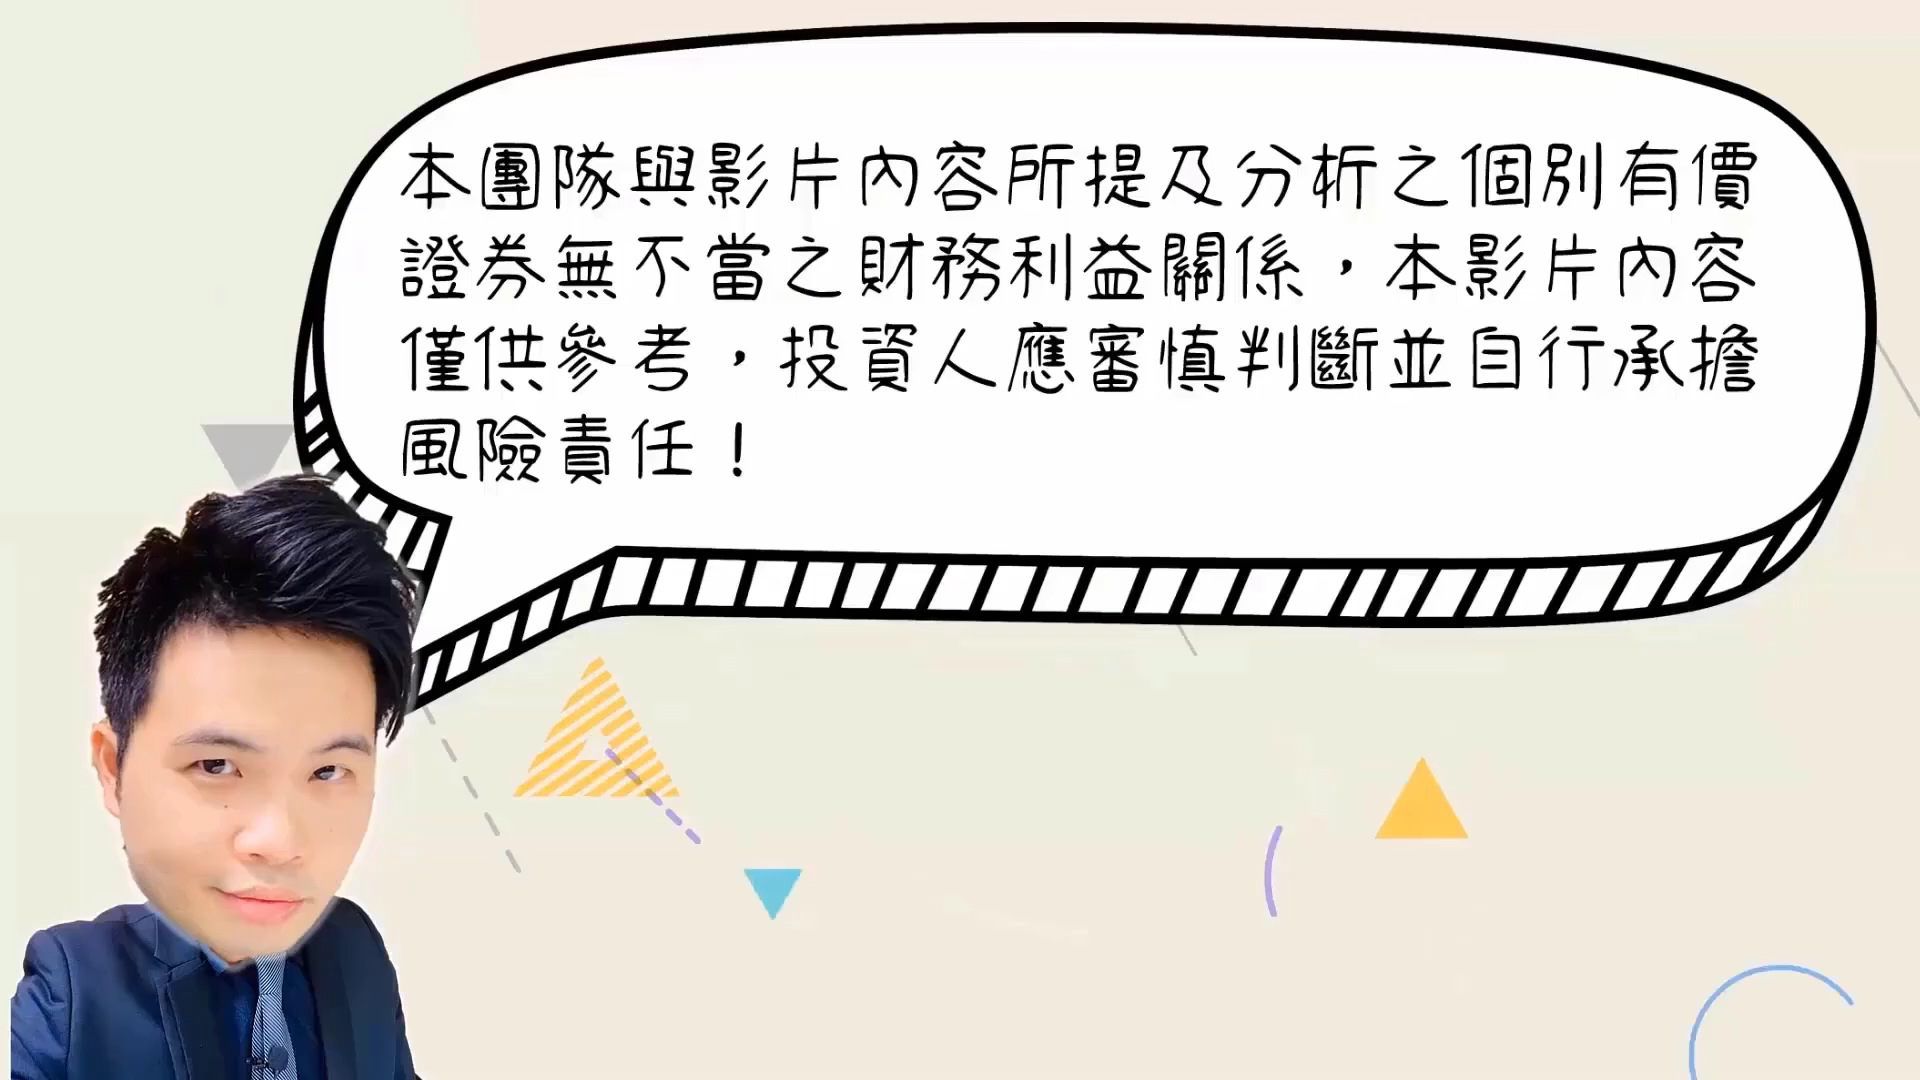 本團隊與影片內容所提及分析之個別有價
證券無不當之財務利益關係，本影片內容
僅供參考，投資人應審慎判斷並自行承擔
風險責任！